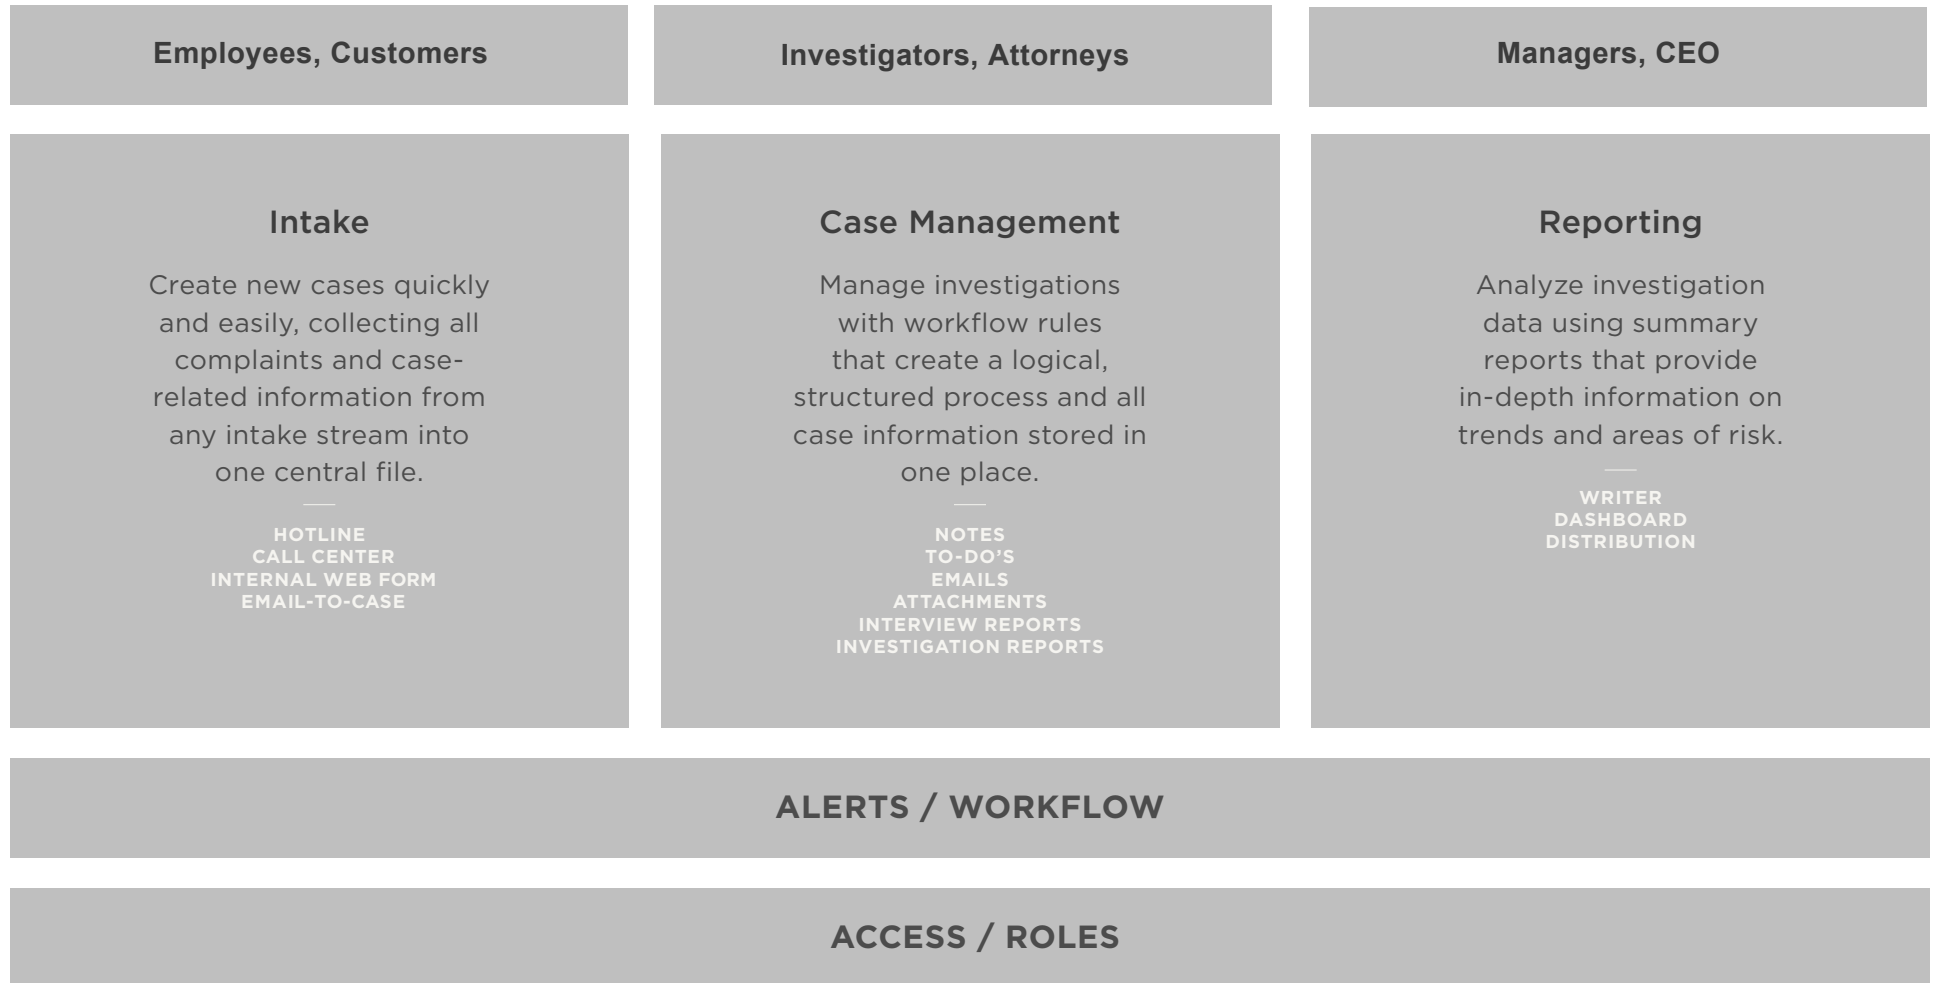 Employees, Customers
Investigators, Attorneys
Managers, CEO
Intake
Create new cases quickly
and easily, collecting all
complaints and case-
related information from
any intake stream into
one central file.
HOTLINE
CALL CENTER
INTERNAL WEB FORM
EMAIL-TO-CASE
Case Management
Manage investigations
with workflow rules
that create a logical,
structured process and all
case information stored in
one place.
NOTES
TO-DO’S
EMAILS
ATTACHMENTS
INTERVIEW REPORTS
INVESTIGATION REPORTS
Reporting
Analyze investigation
data using summary
reports that provide
in-depth information on
trends and areas of risk.
WRITER
DASHBOARD
DISTRIBUTION
ALERTS / WORKFLOW
ACCESS / ROLES